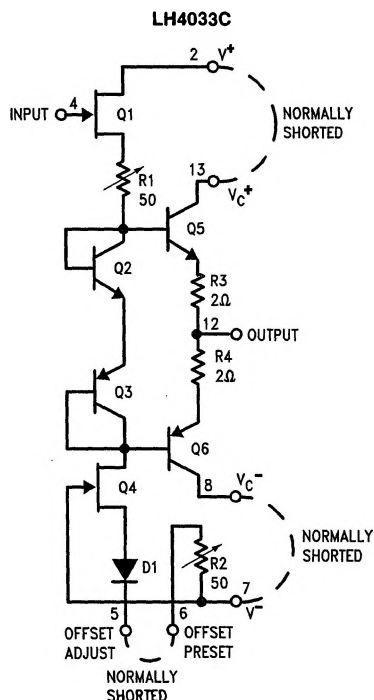 LH4033C
2
V+
INPUT
4
Q1
NORMALLY
SHORTED
R1
50
13
VC+
Q5
Q2
R3
2Ω
12
OUTPUT
R4
2Ω
Q3
Q6
Q4
8
VC−
NORMALLY
SHORTED
D1
R2
50
7
V−
5
6
OFFSET
ADJUST
OFFSET
PRESET
NORMALLY
SHORTED